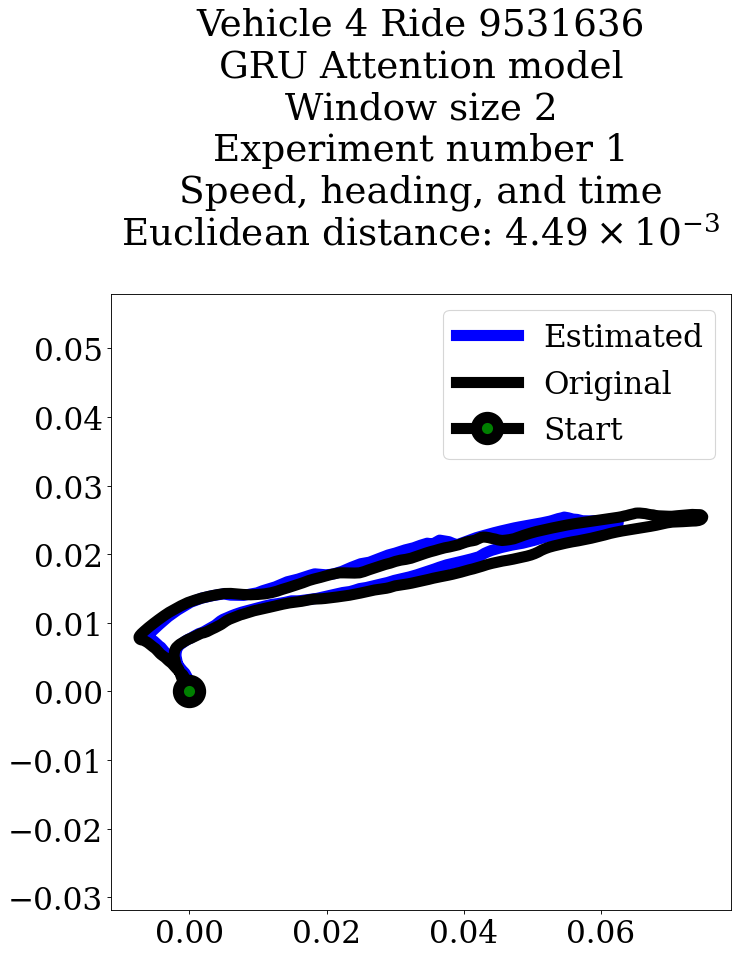 Vehicle 4 Ride 9531636
GRU Attention model
Window size 2
Experiment number 1
Speed, heading, and time
Euclidean distance: 4.49 × 10⁻³
Estimated
Original
Start
0.05
0.04
0.03
0.02
0.01
0.00
−0.01
−0.02
−0.03
0.00 0.02 0.04 0.06